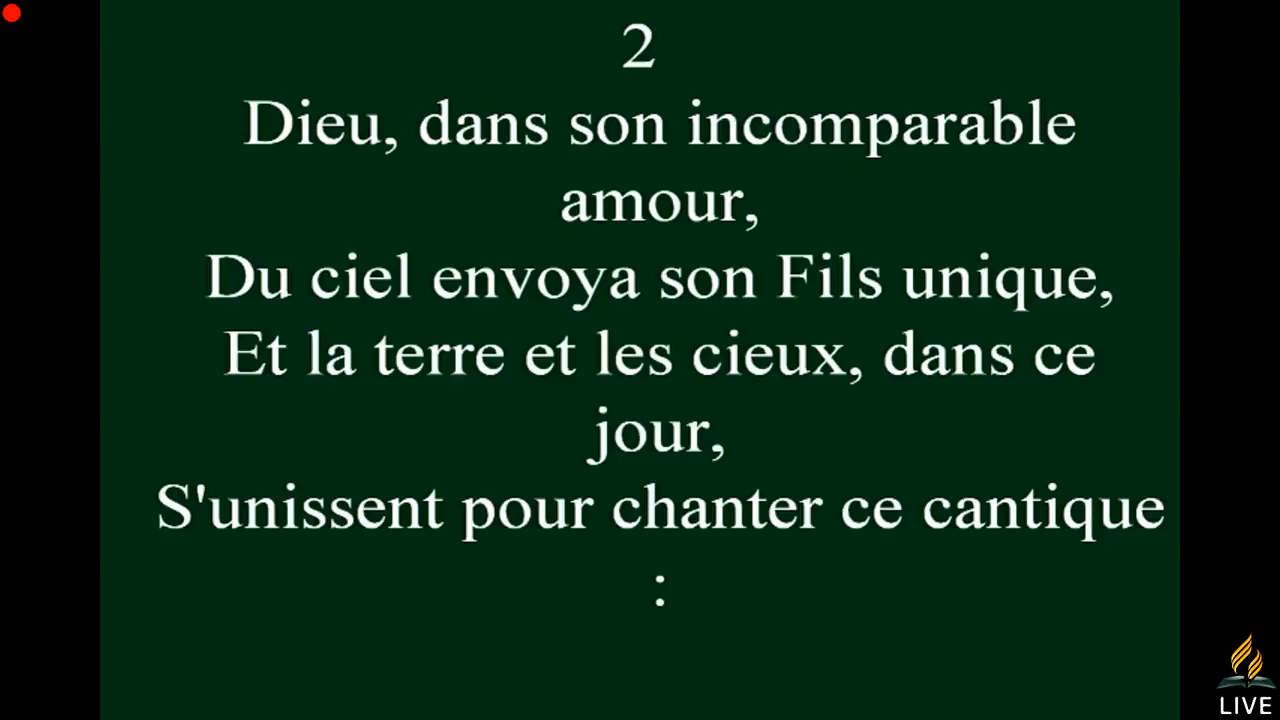 2
Dieu, dans son incomparable
amour,
Du ciel envoya son Fils unique,
Et la terre et les cieux, dans ce
jour,
S'unissent pour chanter ce cantique
:
LIVE